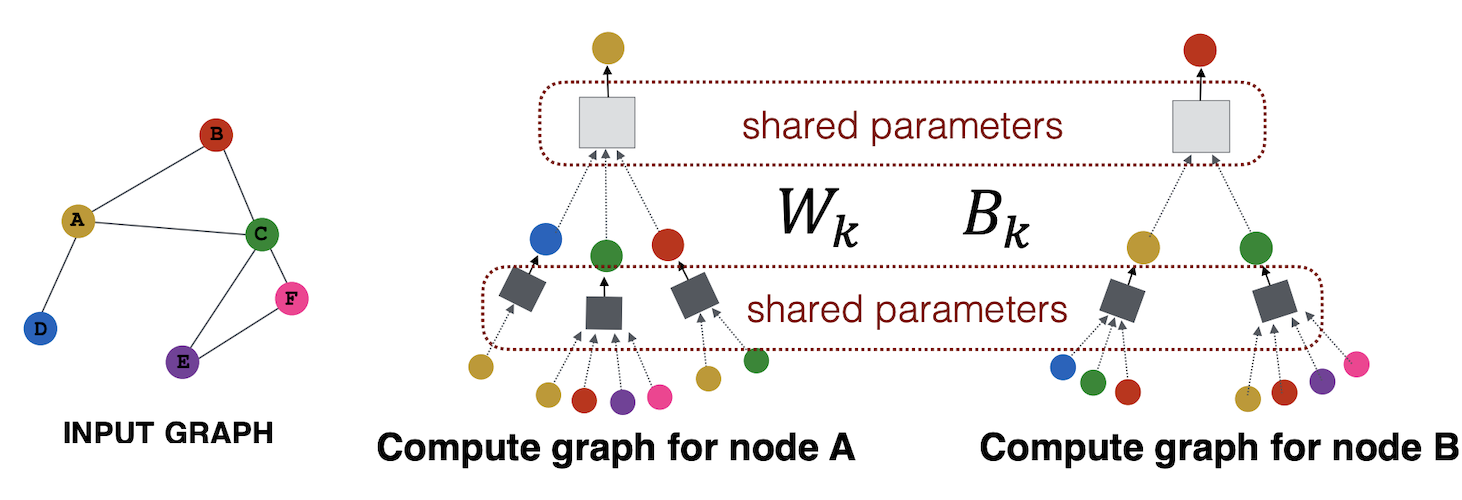 B
A
C
F
D
E
INPUT GRAPH
shared parameters
W_k B_k
shared parameters
Compute graph for node A
Compute graph for node B